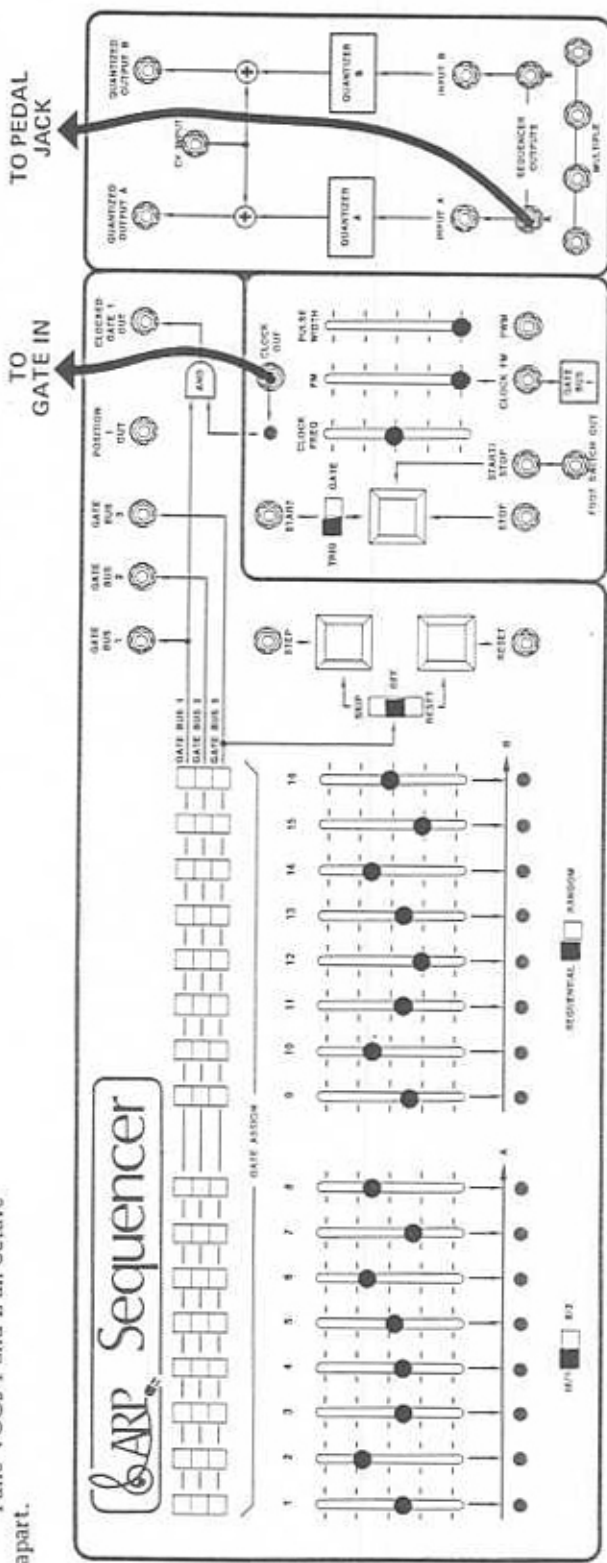 apart.
TO
GATE IN
TO PEDAL
JACK
ARP Sequencer
GATE BUS 1
GATE BUS 2
GATE BUS 3
GATE ASSIGN
GATE
BUS
1
GATE
BUS
2
GATE
BUS
3
POSITION
1
OUT
CLOCKED
GATE 1
OUT
AND
CLOCK
OUT
1 2 3 4 5 6 7 8
9 10 11 12 13 14 15 16
A
B
16/1 8/2
SEQUENTIAL RANDOM
SKIP
OFF
RESET
STEP
RESET
START
TRIG GATE
STOP
START/
STOP
FOOT SWITCH OUT
CLOCK
FREQ
FM
PULSE
WIDTH
CLOCK FM
PWM
GATE
BUS 1
QUANTIZED
OUTPUT A
QUANTIZED
OUTPUT B
CV INPUT
QUANTIZER
A
QUANTIZER
B
INPUT A
INPUT B
A
SEQUENCER
OUTPUTS
B
MULTIPLE